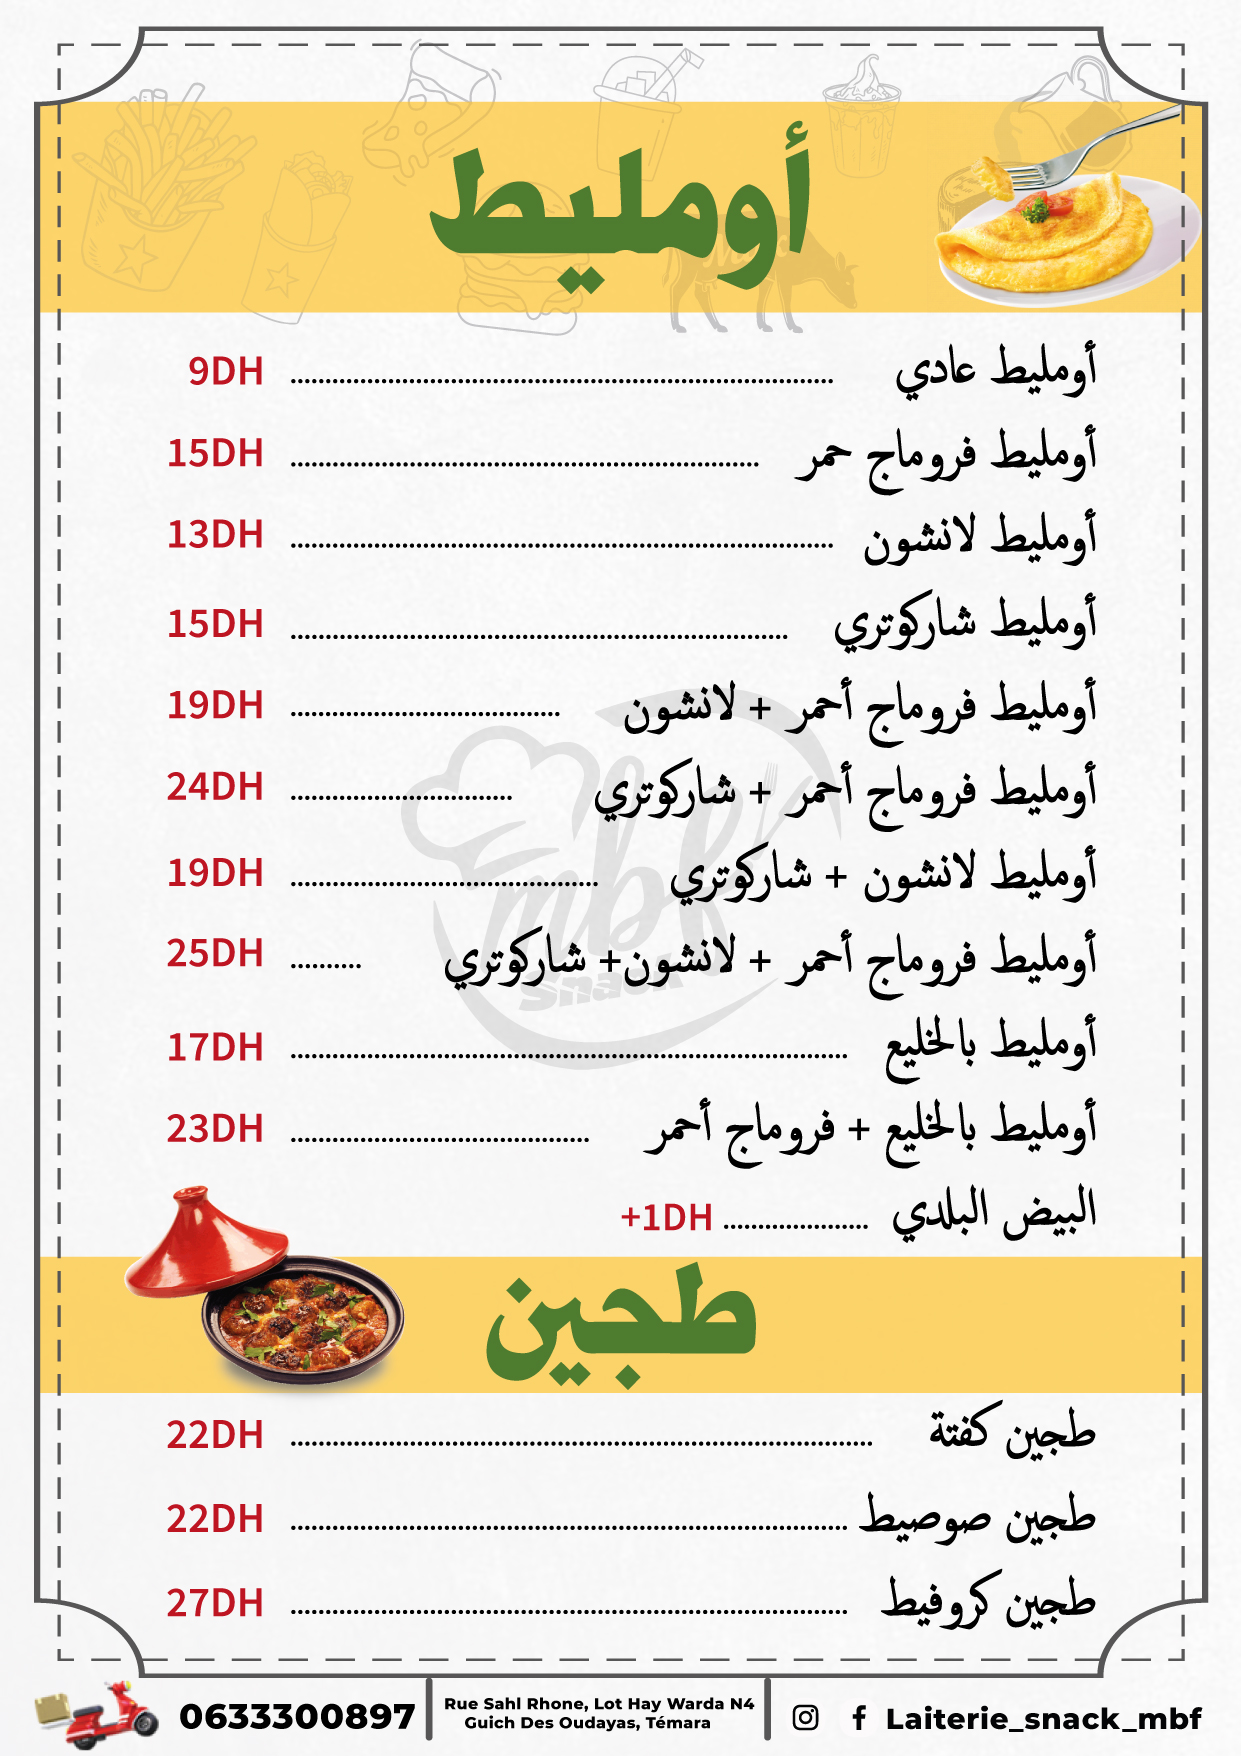 أومليط
أومليط عادي ........ 9DH
أومليط فروماج حمر ........ 15DH
أومليط لانشون ........ 13DH
أومليط شاركوتري ........ 15DH
أومليط فروماج أحمر + لانشون ........ 19DH
أومليط فروماج أحمر + شاركوتري ........ 24DH
أومليط لانشون + شاركوتري ........ 19DH
أومليط فروماج أحمر + لانشون+ شاركوتري ........ 25DH
أومليط بالخليع ........ 17DH
أومليط بالخليع + فروماج أحمر ........ 23DH
البيض البلدي ........ +1DH
mbf
snack
طجين
طجين كفتة ........ 22DH
طجين صوصيط ........ 22DH
طجين كروفيط ........ 27DH
0633300897
Rue Sahl Rhone, Lot Hay Warda N4
Guich Des Oudayas, Témara
Laiterie_snack_mbf